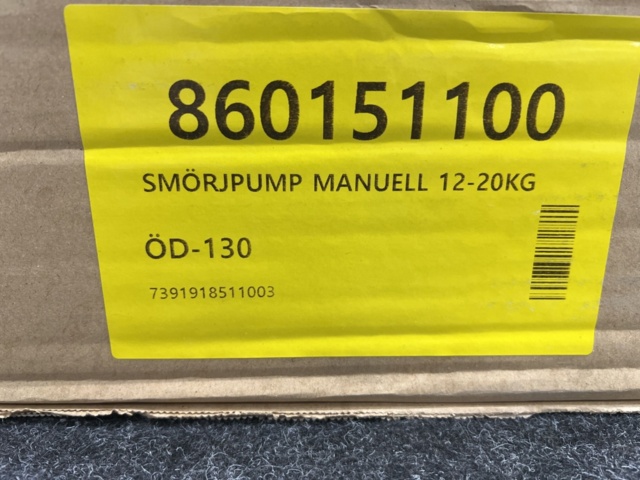 860151100
SMÖRJPUMP MANUELL 12-20KG
ÖD-130
7391918511003